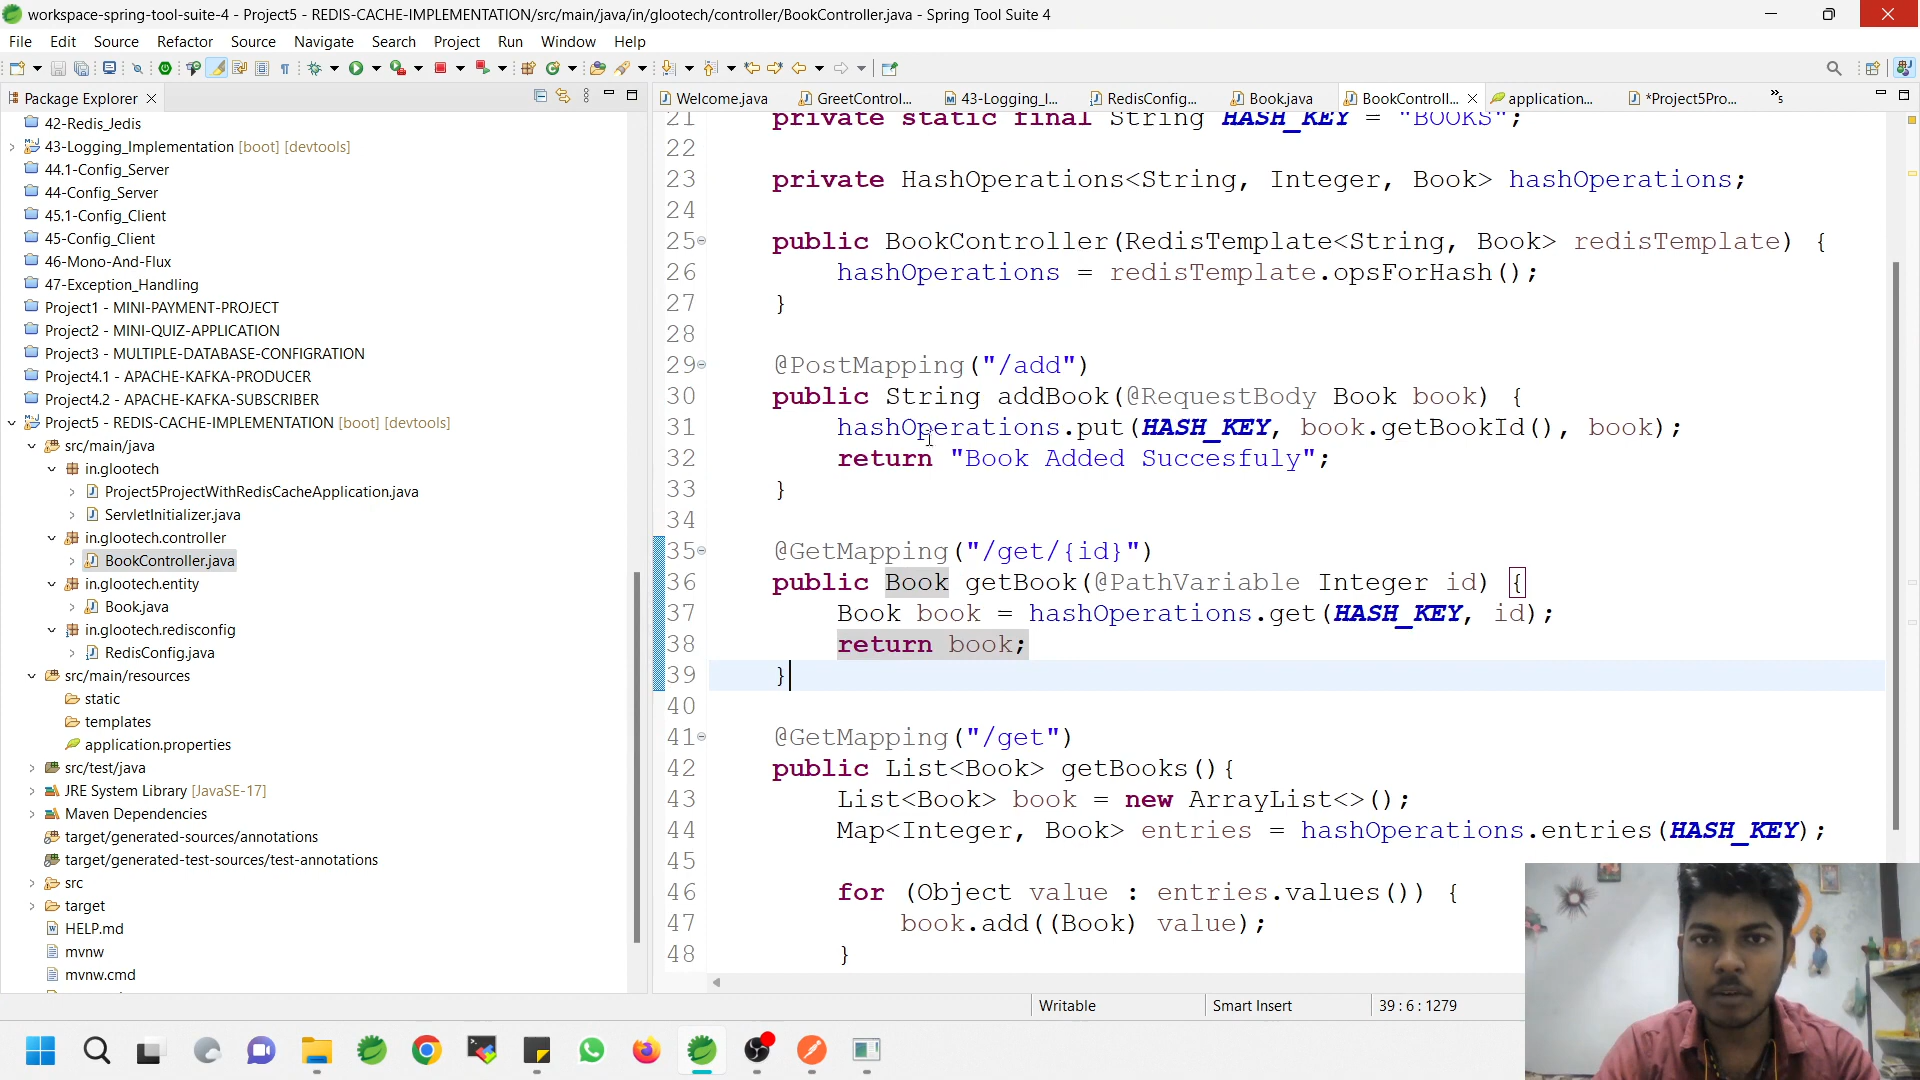 workspace-spring-tool-suite-4 - Project5 - REDIS-CACHE-IMPLEMENTATION/src/main/java/in/glootech/controller/BookController.java - Spring Tool Suite 4
File Edit Source Refactor Source Navigate Search Project Run Window Help
Package Explorer
42-Redis_Jedis
43-Logging_Implementation [boot] [devtools]
44.1-Config_Server
44-Config_Server
45.1-Config_Client
45-Config_Client
46-Mono-And-Flux
47-Exception_Handling
Project1 - MINI-PAYMENT-PROJECT
Project2 - MINI-QUIZ-APPLICATION
Project3 - MULTIPLE-DATABASE-CONFIGRATION
Project4.1 - APACHE-KAFKA-PRODUCER
Project4.2 - APACHE-KAFKA-SUBSCRIBER
Project5 - REDIS-CACHE-IMPLEMENTATION [boot] [devtools]
src/main/java
in.glootech
Project5ProjectWithRedisCacheApplication.java
ServletInitializer.java
in.glootech.controller
BookController.java
in.glootech.entity
Book.java
in.glootech.redisconfig
RedisConfig.java
src/main/resources
static
templates
application.properties
src/test/java
JRE System Library [JavaSE-17]
Maven Dependencies
target/generated-sources/annotations
target/generated-test-sources/test-annotations
src
target
HELP.md
mvnw
mvnw.cmd
Welcome.java GreetControl... 43-Logging_I... RedisConfig... Book.java BookControll... application... *Project5Pro... »5
21 private static final String HASH_KEY = "BOOKS";
22
23 private HashOperations<String, Integer, Book> hashOperations;
24
25 public BookController(RedisTemplate<String, Book> redisTemplate) {
26 hashOperations = redisTemplate.opsForHash();
27 }
28
29 @PostMapping("/add")
30 public String addBook(@RequestBody Book book) {
31 hashOperations.put(HASH_KEY, book.getBookId(), book);
32 return "Book Added Succesfuly";
33 }
34
35 @GetMapping("/get/{id}")
36 public Book getBook(@PathVariable Integer id) {
37 Book book = hashOperations.get(HASH_KEY, id);
38 return book;
39 }
40
41 @GetMapping("/get")
42 public List<Book> getBooks(){
43 List<Book> book = new ArrayList<>();
44 Map<Integer, Book> entries = hashOperations.entries(HASH_KEY);
45
46 for (Object value : entries.values()) {
47 book.add((Book) value);
48 }
Writable Smart Insert 39 : 6 : 1279